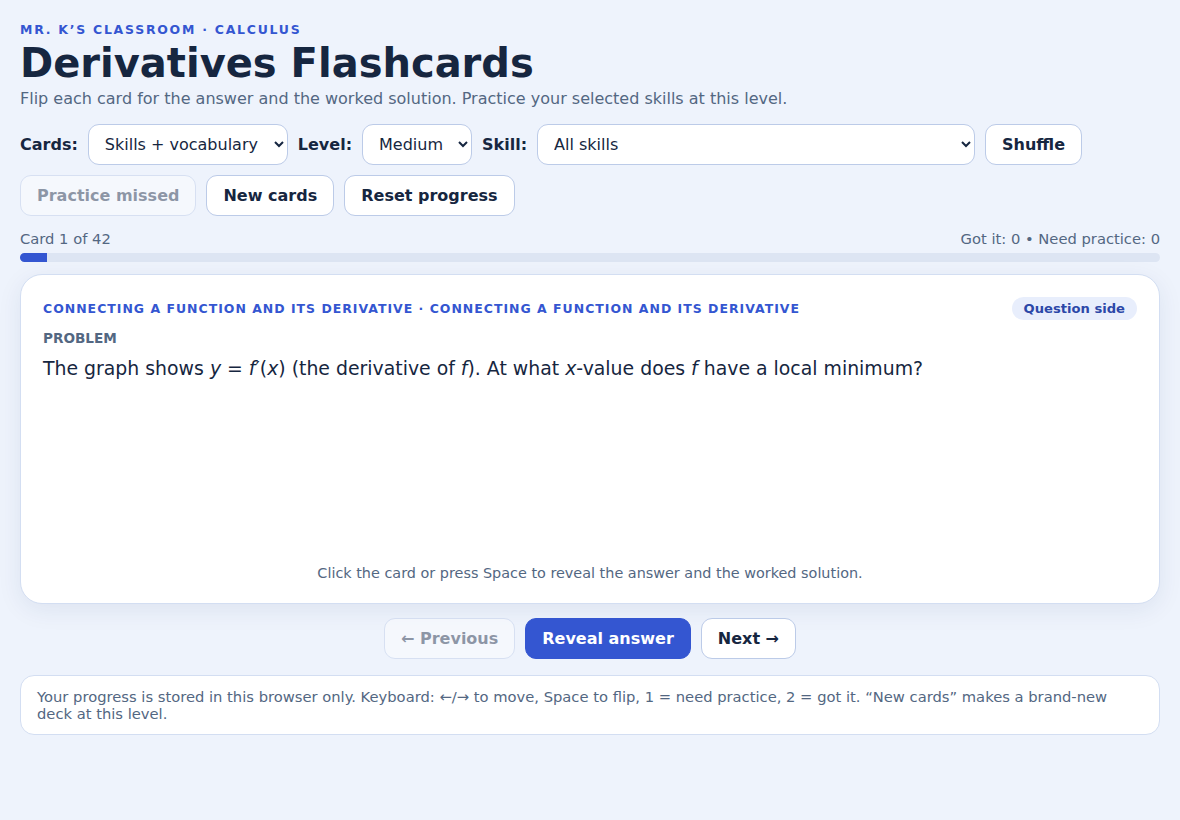 MR. K’S CLASSROOM · CALCULUS
Derivatives Flashcards
Flip each card for the answer and the worked solution. Practice your selected skills at this level.
Cards: Skills + vocabulary Level: Medium Skill: All skills Shuffle
Practice missed New cards Reset progress
Card 1 of 42 Got it: 0 • Need practice: 0
CONNECTING A FUNCTION AND ITS DERIVATIVE · CONNECTING A FUNCTION AND ITS DERIVATIVE Question side
PROBLEM
The graph shows y = f′(x) (the derivative of f). At what x-value does f have a local minimum?
Click the card or press Space to reveal the answer and the worked solution.
← Previous Reveal answer Next →
Your progress is stored in this browser only. Keyboard: ←/→ to move, Space to flip, 1 = need practice, 2 = got it. “New cards” makes a brand-new
deck at this level.